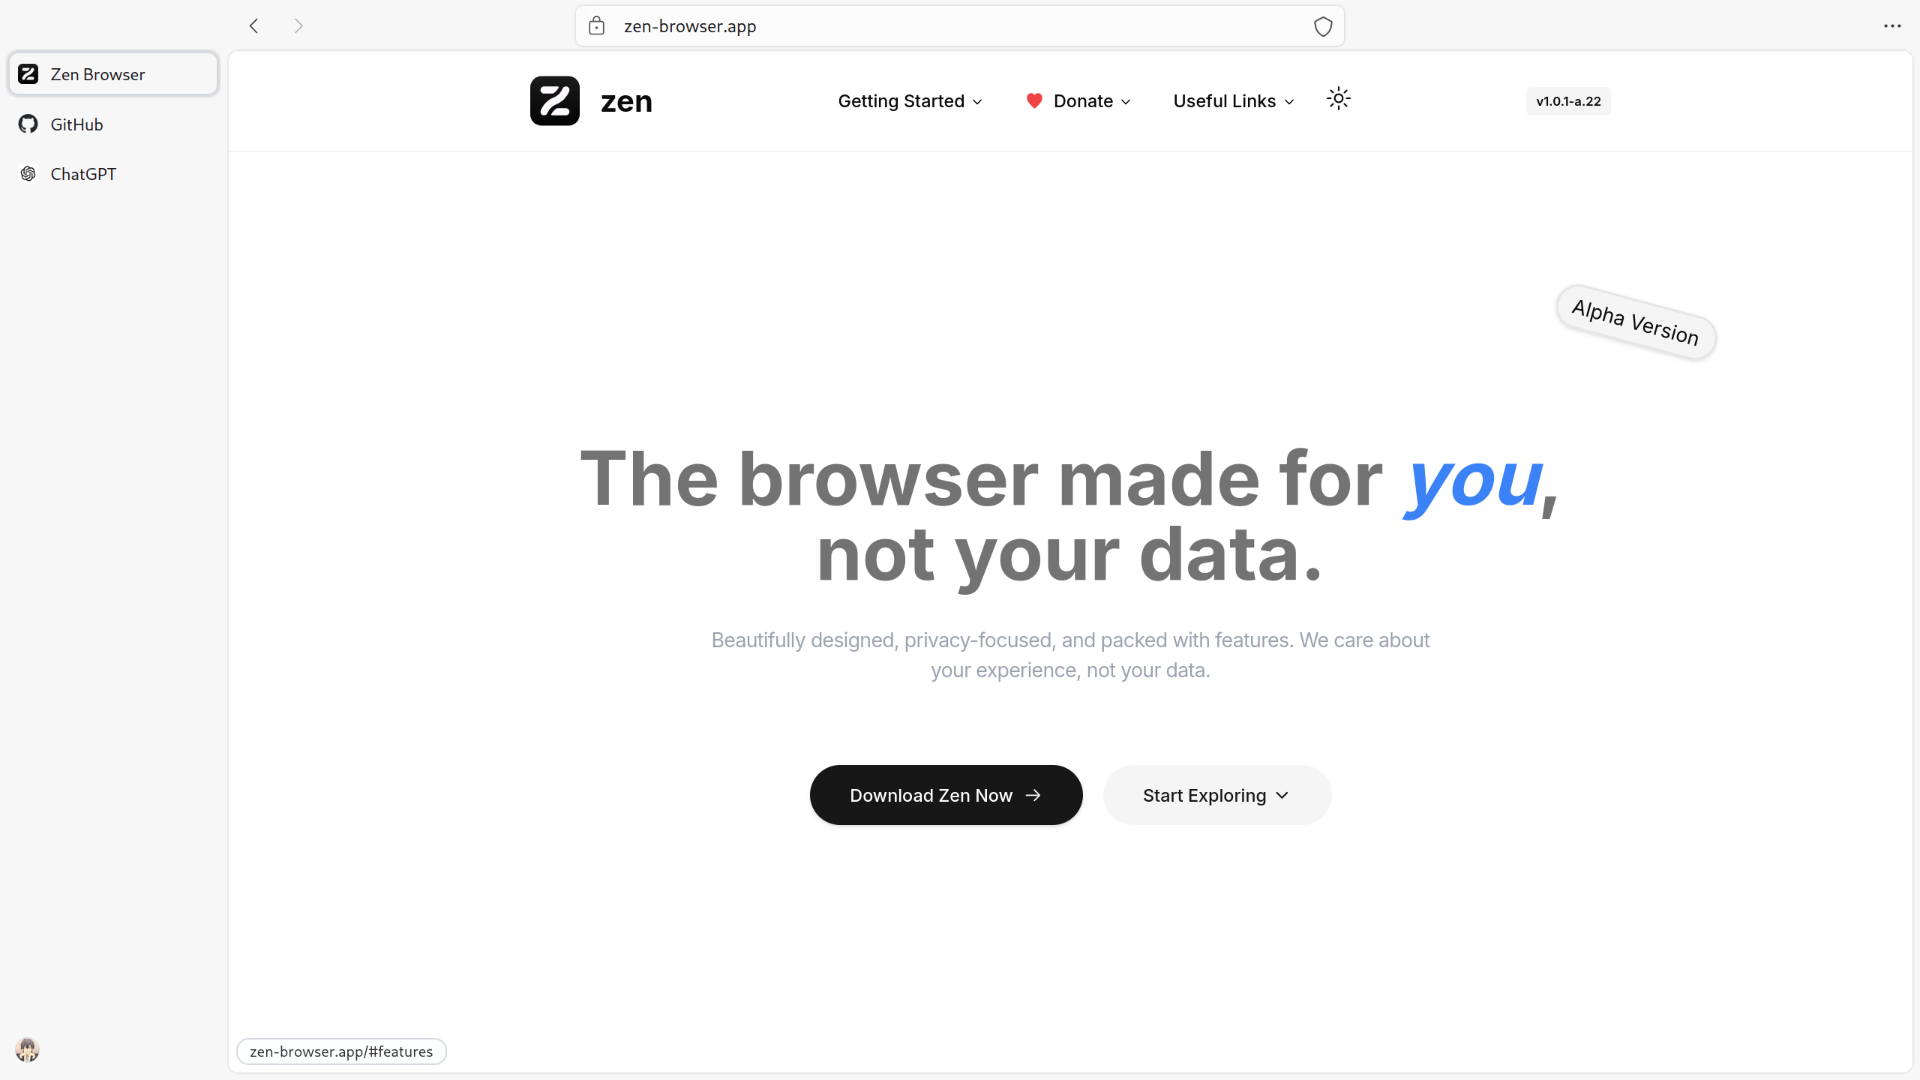 zen-browser.app
Zen Browser
GitHub
ChatGPT
zen
Getting Started
Donate
Useful Links
v1.0.1-a.22
Alpha Version
The browser made for you,
not your data.
Beautifully designed, privacy-focused, and packed with features. We care about
your experience, not your data.
Download Zen Now
Start Exploring
zen-browser.app/#features